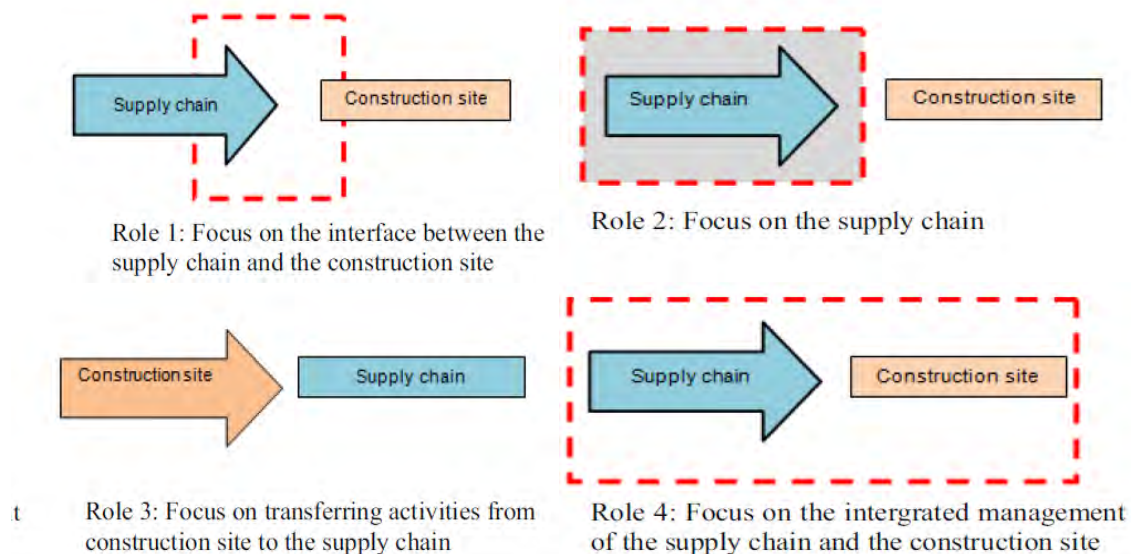 Supply chain
Construction site
Role 1: Focus on the interface between the
supply chain and the construction site
Supply chain
Construction site
Role 2: Focus on the supply chain
Construction site
Supply chain
t
Role 3: Focus on transferring activities from
construction site to the supply chain
Supply chain
Construction site
Role 4: Focus on the intergrated management
of the supply chain and the construction site